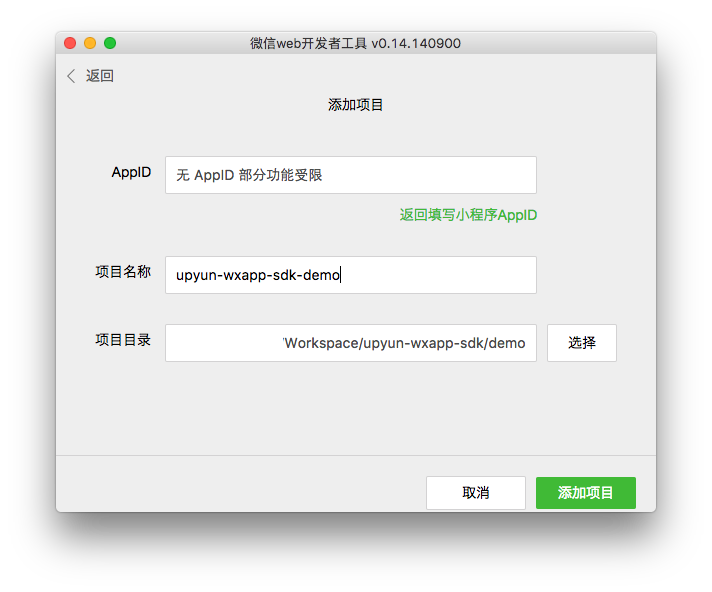 微信web开发者工具 v0.14.140900
返回
添加项目
AppID
无 AppID 部分功能受限
返回填写小程序AppID
项目名称
upyun-wxapp-sdk-demo
项目目录
Workspace/upyun-wxapp-sdk/demo
选择
取消
添加项目